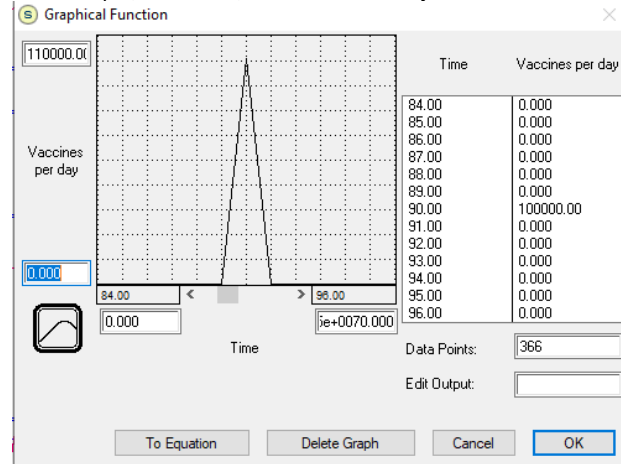 S Graphical Function
110000.0(
Vaccines
per day
0.000
84.00 < > 96.00
0.000
5e+0070.000
Time
Time Vaccines per day
84.00 0.000
85.00 0.000
86.00 0.000
87.00 0.000
88.00 0.000
89.00 0.000
90.00 100000.00
91.00 0.000
92.00 0.000
93.00 0.000
94.00 0.000
95.00 0.000
96.00 0.000
Data Points: 366
Edit Output:
To Equation Delete Graph Cancel OK